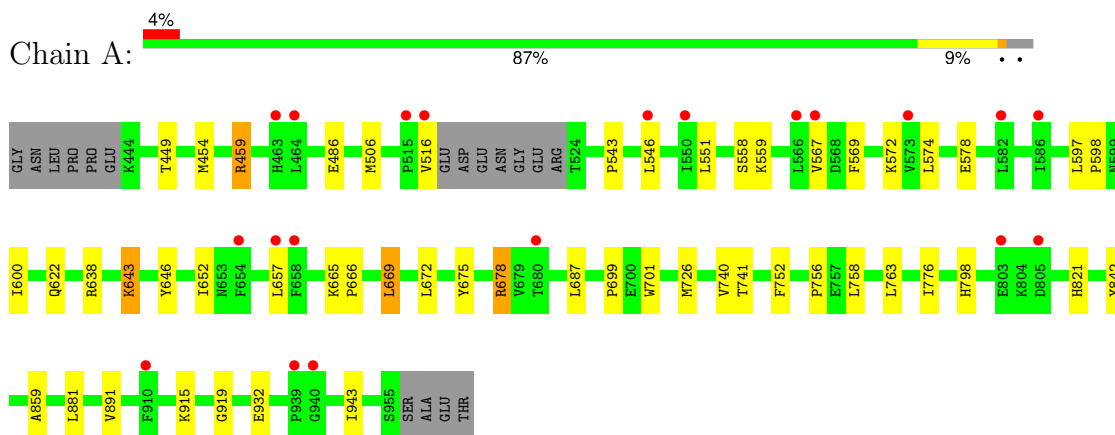 4%
Chain A:
87%
9%
• •
GLY ASN LEU PRO PRO GLU K444 T449 M454 R459 H463 L464 E486 M506 P515 V516 GLU ASP GLU ASN GLY GLU ARG T524 P543 L546 I550 L551 S558 K559 L566 V567 D568 F569 K572 V573 L574 E578 L582 I586 L597 P598 N599
I600 Q622 R638 K643 Y646 I652 N653 F654 L657 F658 K665 P666 L669 L672 Y675 R678 V679 T680 L687 P699 E700 W701 M726 V740 T741 F752 P756 E757 L758 L763 I776 H798 E803 K804 D805 H821
A859 L881 V891 F910 K915 G919 E932 P939 G940 I943 S955 SER ALA GLU THR